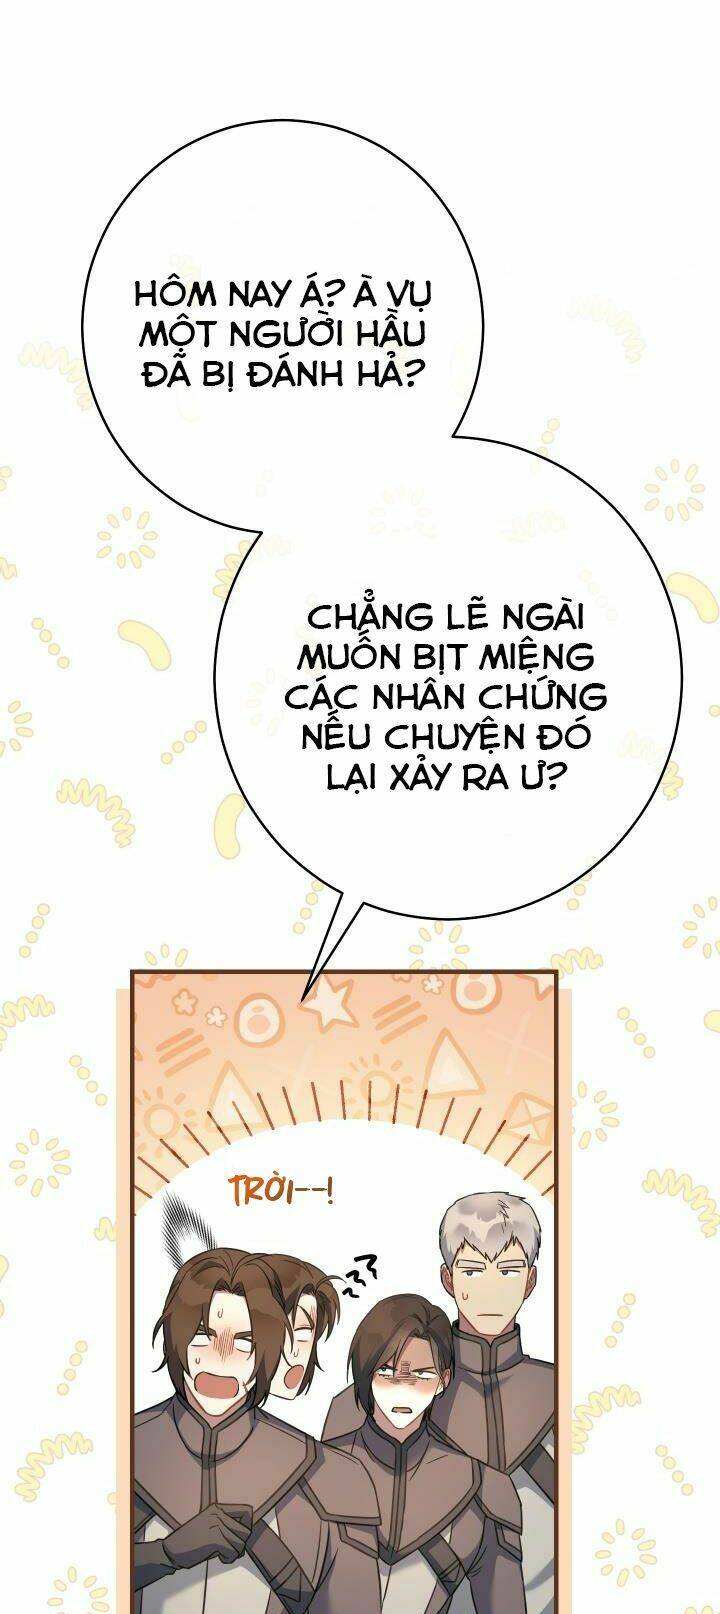 HÔM NAY Á? À VỤ
MỘT NGƯỜI HẦU
ĐÃ BỊ ĐÁNH HẢ?
CHẲNG LẼ NGÀI
MUỐN BỊT MIỆNG
CÁC NHÂN CHỨNG
NẾU CHUYỆN ĐÓ
LẠI XẢY RA Ư?
TRỜI--!